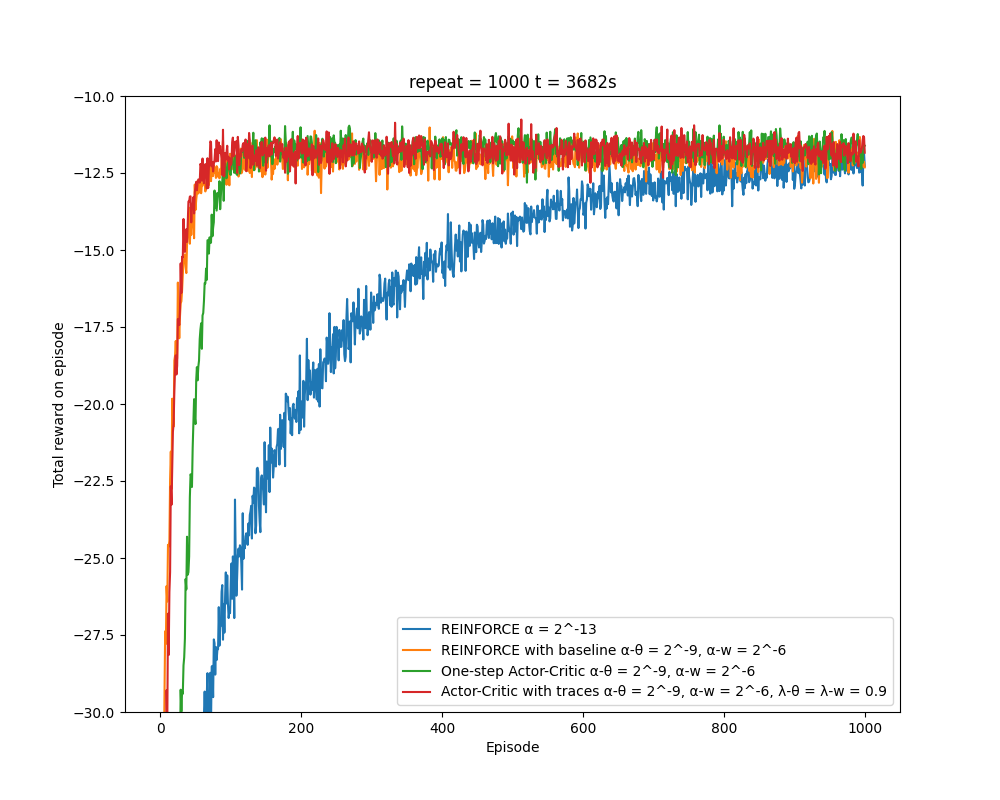 repeat = 1000 t = 3682s
Total reward on episode
−10.0
−12.5
−15.0
−17.5
−20.0
−22.5
−25.0
−27.5
−30.0
REINFORCE α = 2^-13
REINFORCE with baseline α-θ = 2^-9, α-w = 2^-6
One-step Actor-Critic α-θ = 2^-9, α-w = 2^-6
Actor-Critic with traces α-θ = 2^-9, α-w = 2^-6, λ-θ = λ-w = 0.9
0 200 400 600 800 1000
Episode